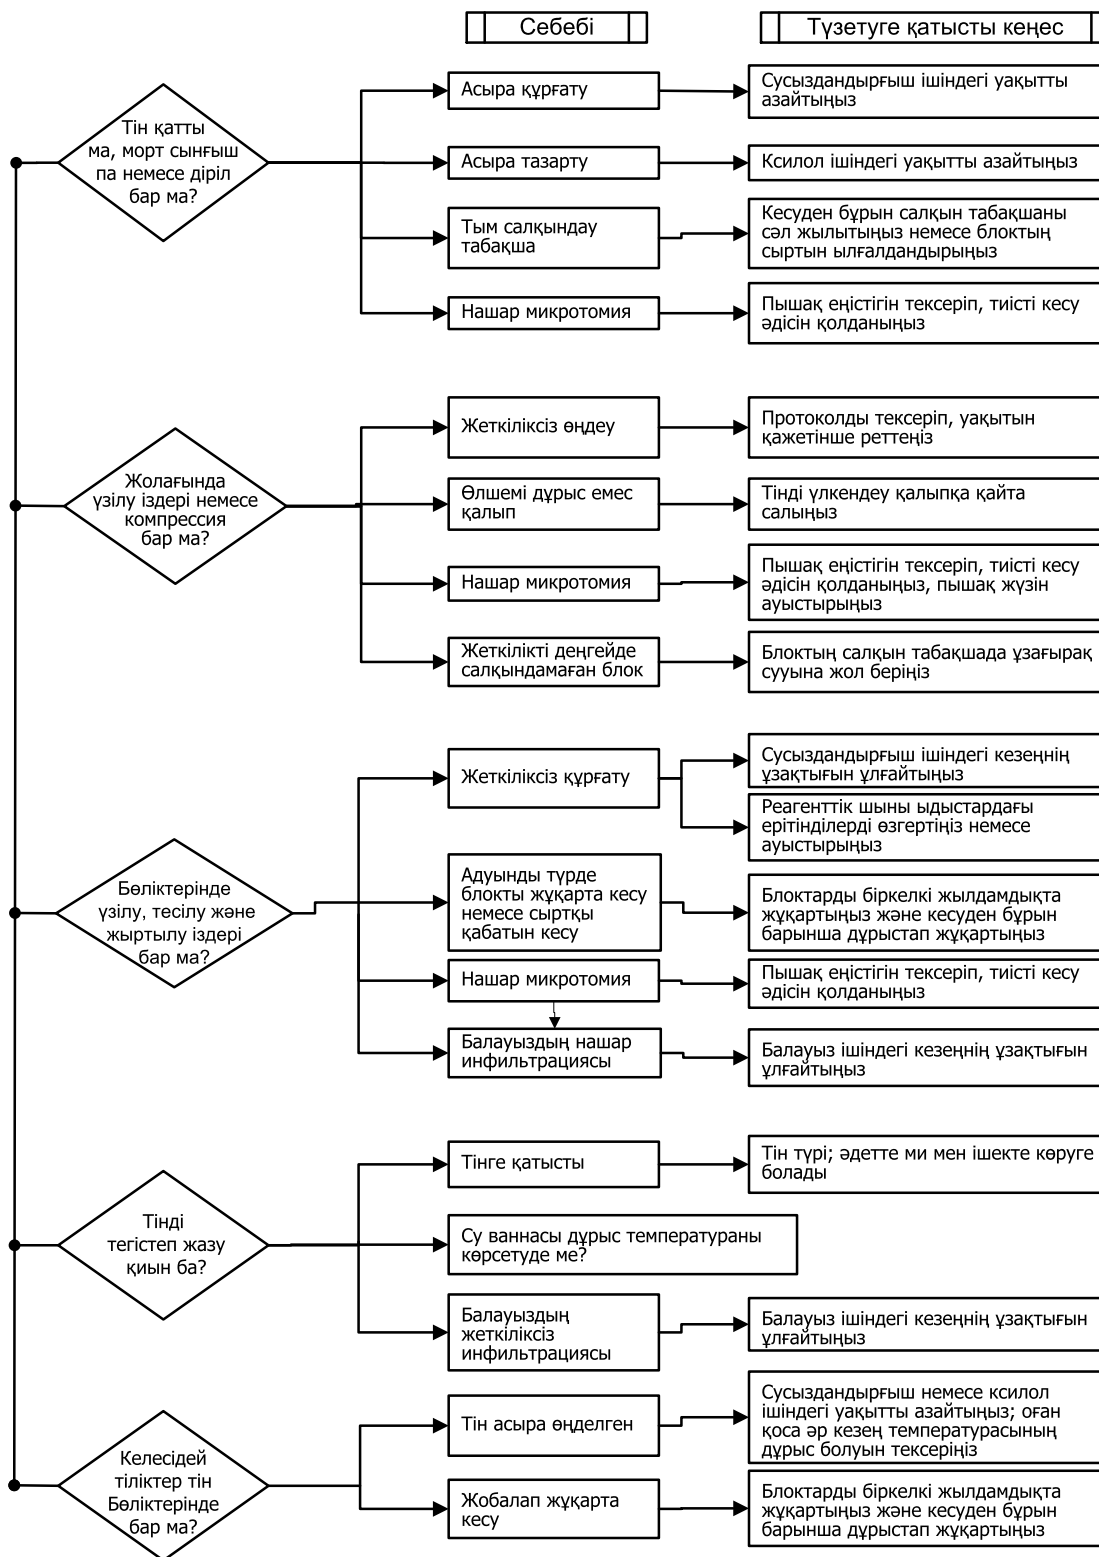 Себебі
Түзетуге қатысты кеңес
Тін қатты
ма, морт сынғыш
па немесе діріл
бар ма?
Асыра құрғату
Сусыздандырғыш ішіндегі уақытты
азайтыңыз
Асыра тазарту
Ксилол ішіндегі уақытты азайтыңыз
Тым салқындау
табақша
Кесуден бұрын салқын табақшаны
сәл жылытыңыз немесе блоктың
сыртын ылғалдандырыңыз
Нашар микротомия
Пышақ еңістігін тексеріп, тиісті кесу
әдісін қолданыңыз
Жолағында
үзілу іздері немесе
компрессия
бар ма?
Жеткіліксіз өңдеу
Протоколды тексеріп, уақытын
қажетінше реттеңіз
Өлшемі дұрыс емес
қалып
Тінді үлкендеу қалыпқа қайта
салыңыз
Нашар микротомия
Пышақ еңістігін тексеріп, тиісті кесу
әдісін қолданыңыз, пышақ жүзін
ауыстырыңыз
Жеткілікті деңгейде
салқындамаған блок
Блоктың салқын табақшада ұзағырақ
сууына жол беріңіз
Бөліктерінде
үзілу, тесілу және
жыртылу іздері
бар ма?
Жеткіліксіз құрғату
Сусыздандырғыш ішіндегі кезеңнің
ұзақтығын ұлғайтыңыз
Реагенттік шыны ыдыстардағы
ерітінділерді өзгертіңіз немесе
ауыстырыңыз
Адуынды түрде
блокты жұқарта кесу
немесе сыртқы
қабатын кесу
Блоктарды біркелкі жылдамдықта
жұқартыңыз және кесуден бұрын
барынша дұрыстап жұқартыңыз
Нашар микротомия
Пышақ еңістігін тексеріп, тиісті кесу
әдісін қолданыңыз
Балауыздың нашар
инфильтрациясы
Балауыз ішіндегі кезеңнің ұзақтығын
ұлғайтыңыз
Тінді
тегістеп жазу
қиын ба?
Тінге қатысты
Тін түрі; әдетте ми мен ішекте көруге
болады
Су ваннасы дұрыс температураны
көрсетуде ме?
Балауыздың
жеткіліксіз
инфильтрациясы
Балауыз ішіндегі кезеңнің ұзақтығын
ұлғайтыңыз
Келесідей
тіліктер тін
Бөліктерінде
бар ма?
Тін асыра өңделген
Сусыздандырғыш немесе ксилол
ішіндегі уақытты азайтыңыз; оған
қоса әр кезең температурасының
дұрыс болуын тексеріңіз
Жобалап жұқарта
кесу
Блоктарды біркелкі жылдамдықта
жұқартыңыз және кесуден бұрын
барынша дұрыстап жұқартыңыз